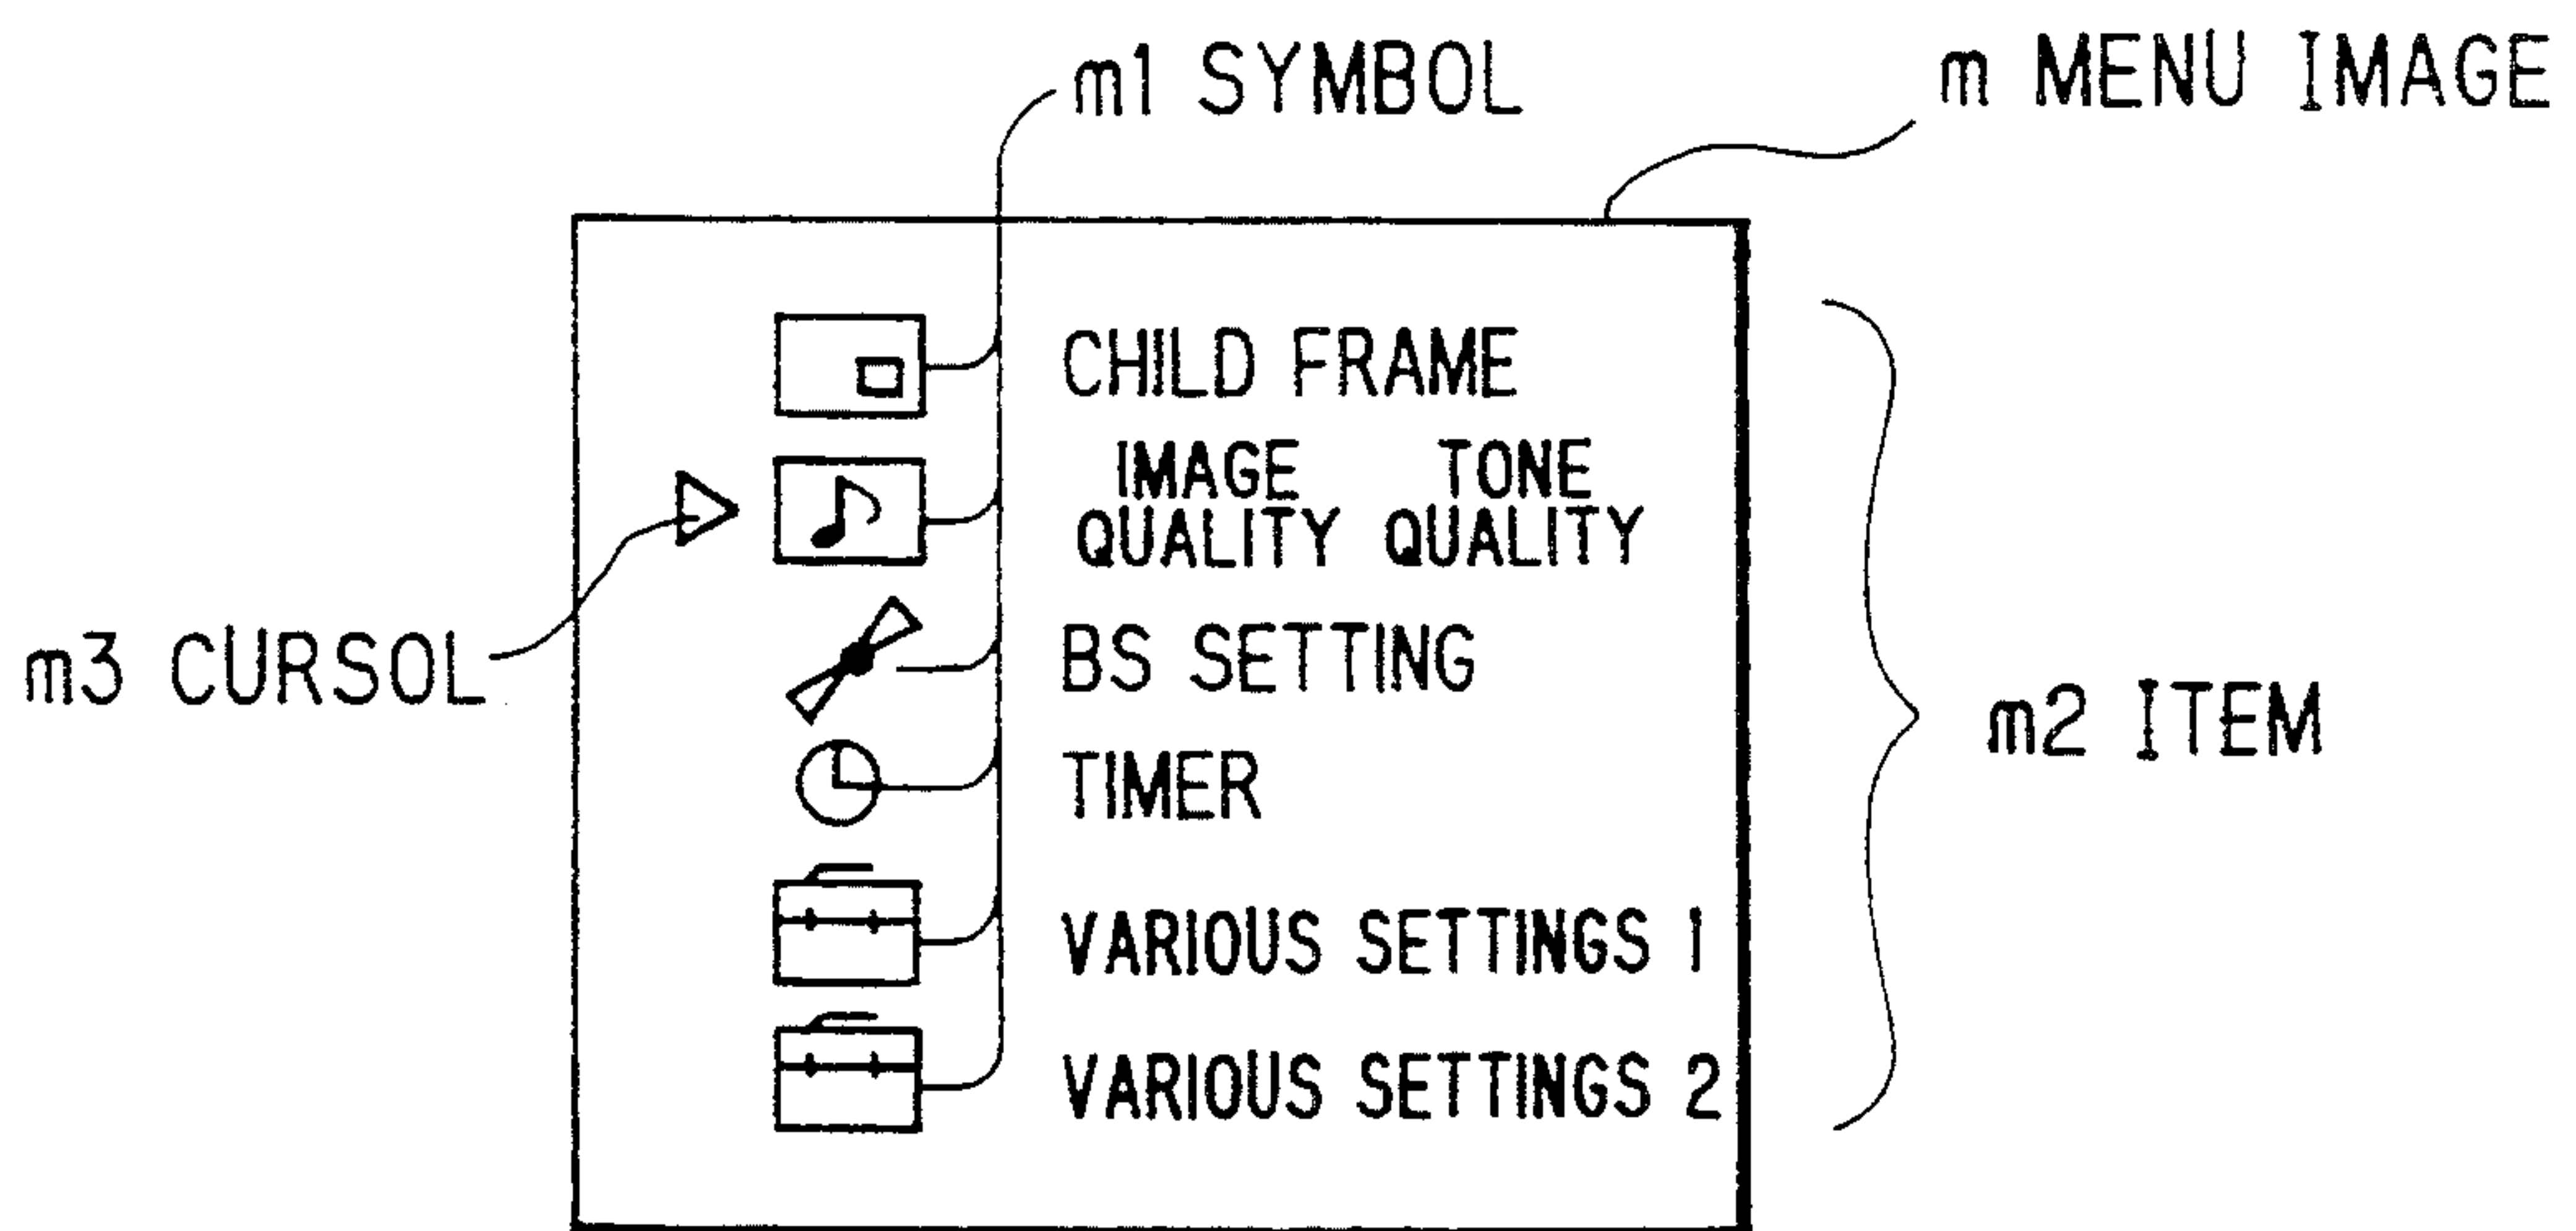 m1 SYMBOL
m MENU IMAGE
CHILD FRAME
IMAGE TONE
QUALITY QUALITY
m3 CURSOL
BS SETTING
m2 ITEM
TIMER
VARIOUS SETTINGS 1
VARIOUS SETTINGS 2